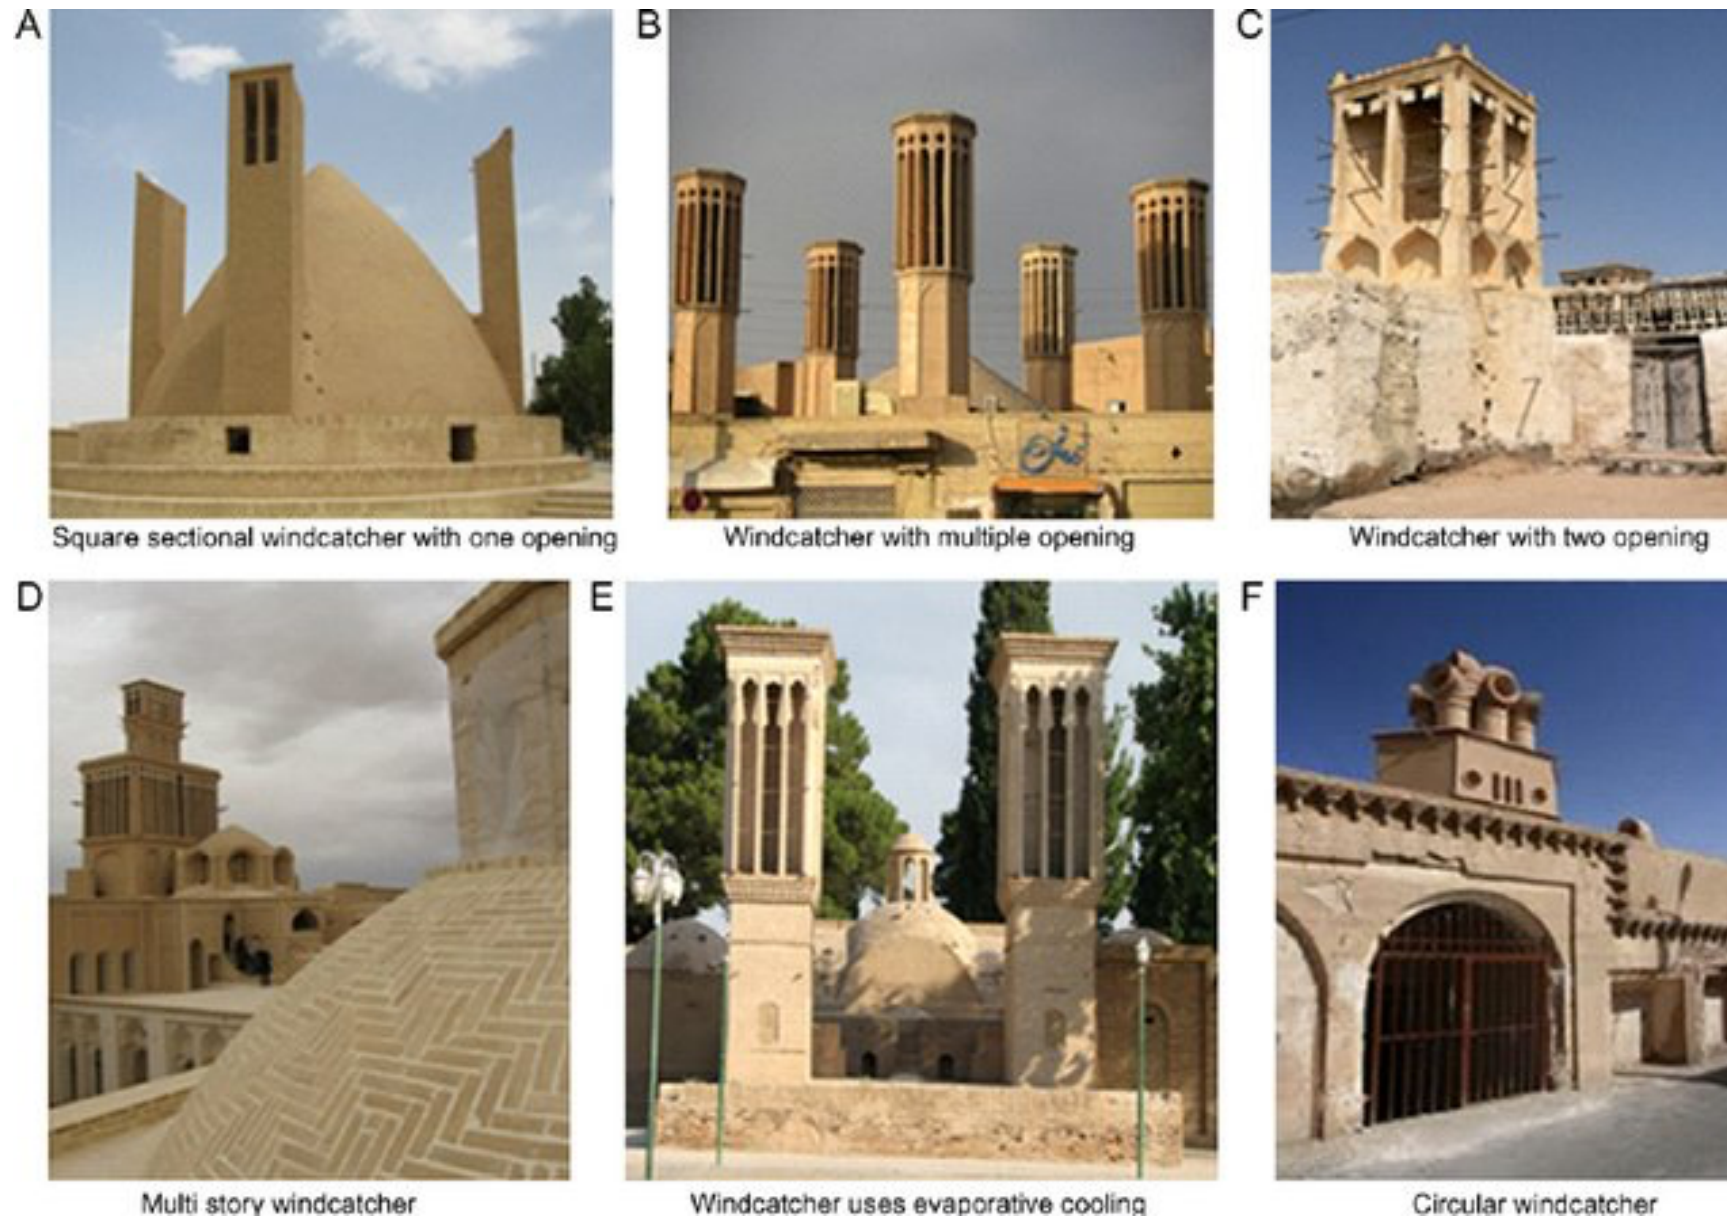 A
B
C
Square sectional windcatcher with one opening
Windcatcher with multiple opening
Windcatcher with two opening
D
E
F
Multi story windcatcher
Windcatcher uses evaporative cooling
Circular windcatcher